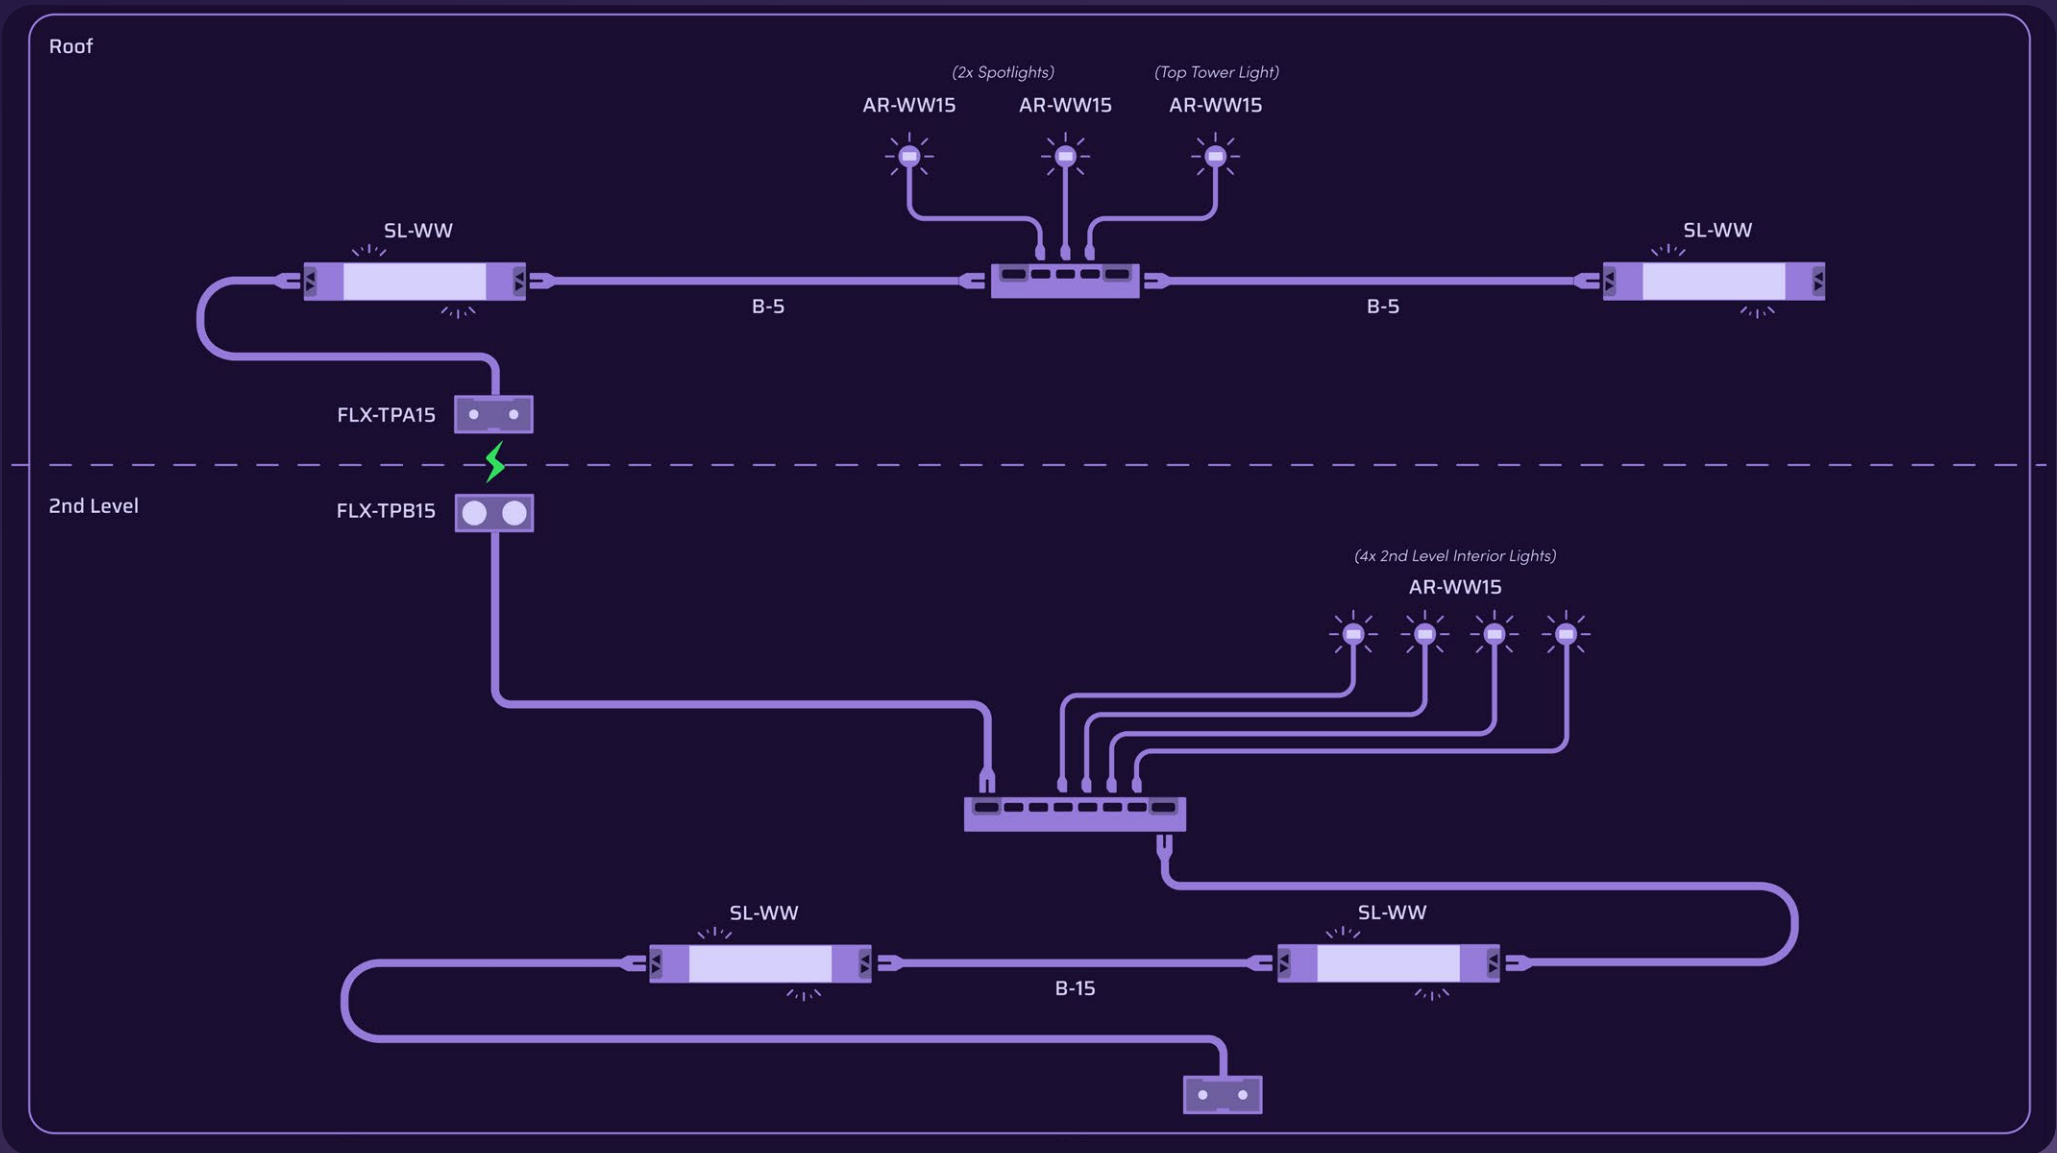 Roof
(2x Spotlights)
(Top Tower Light)
AR-WW15
AR-WW15
AR-WW15
SL-WW
SL-WW
B-5
B-5
FLX-TPA15
2nd Level
FLX-TPB15
(4x 2nd Level Interior Lights)
AR-WW15
SL-WW
SL-WW
B-15